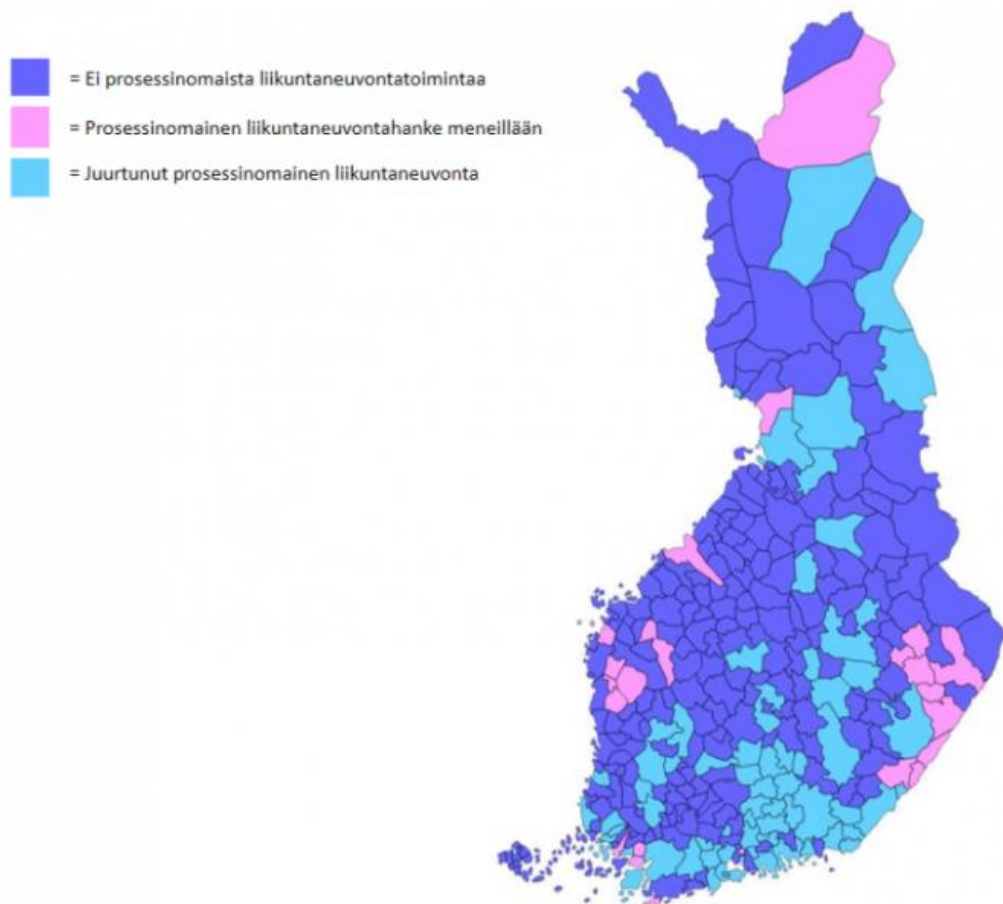 = Ei prosessinomaista liikuntaneuvontatoimintaa
= Prosessinomainen liikuntaneuvontahanke meneillään
= Juurtunut prosessinomainen liikuntaneuvonta